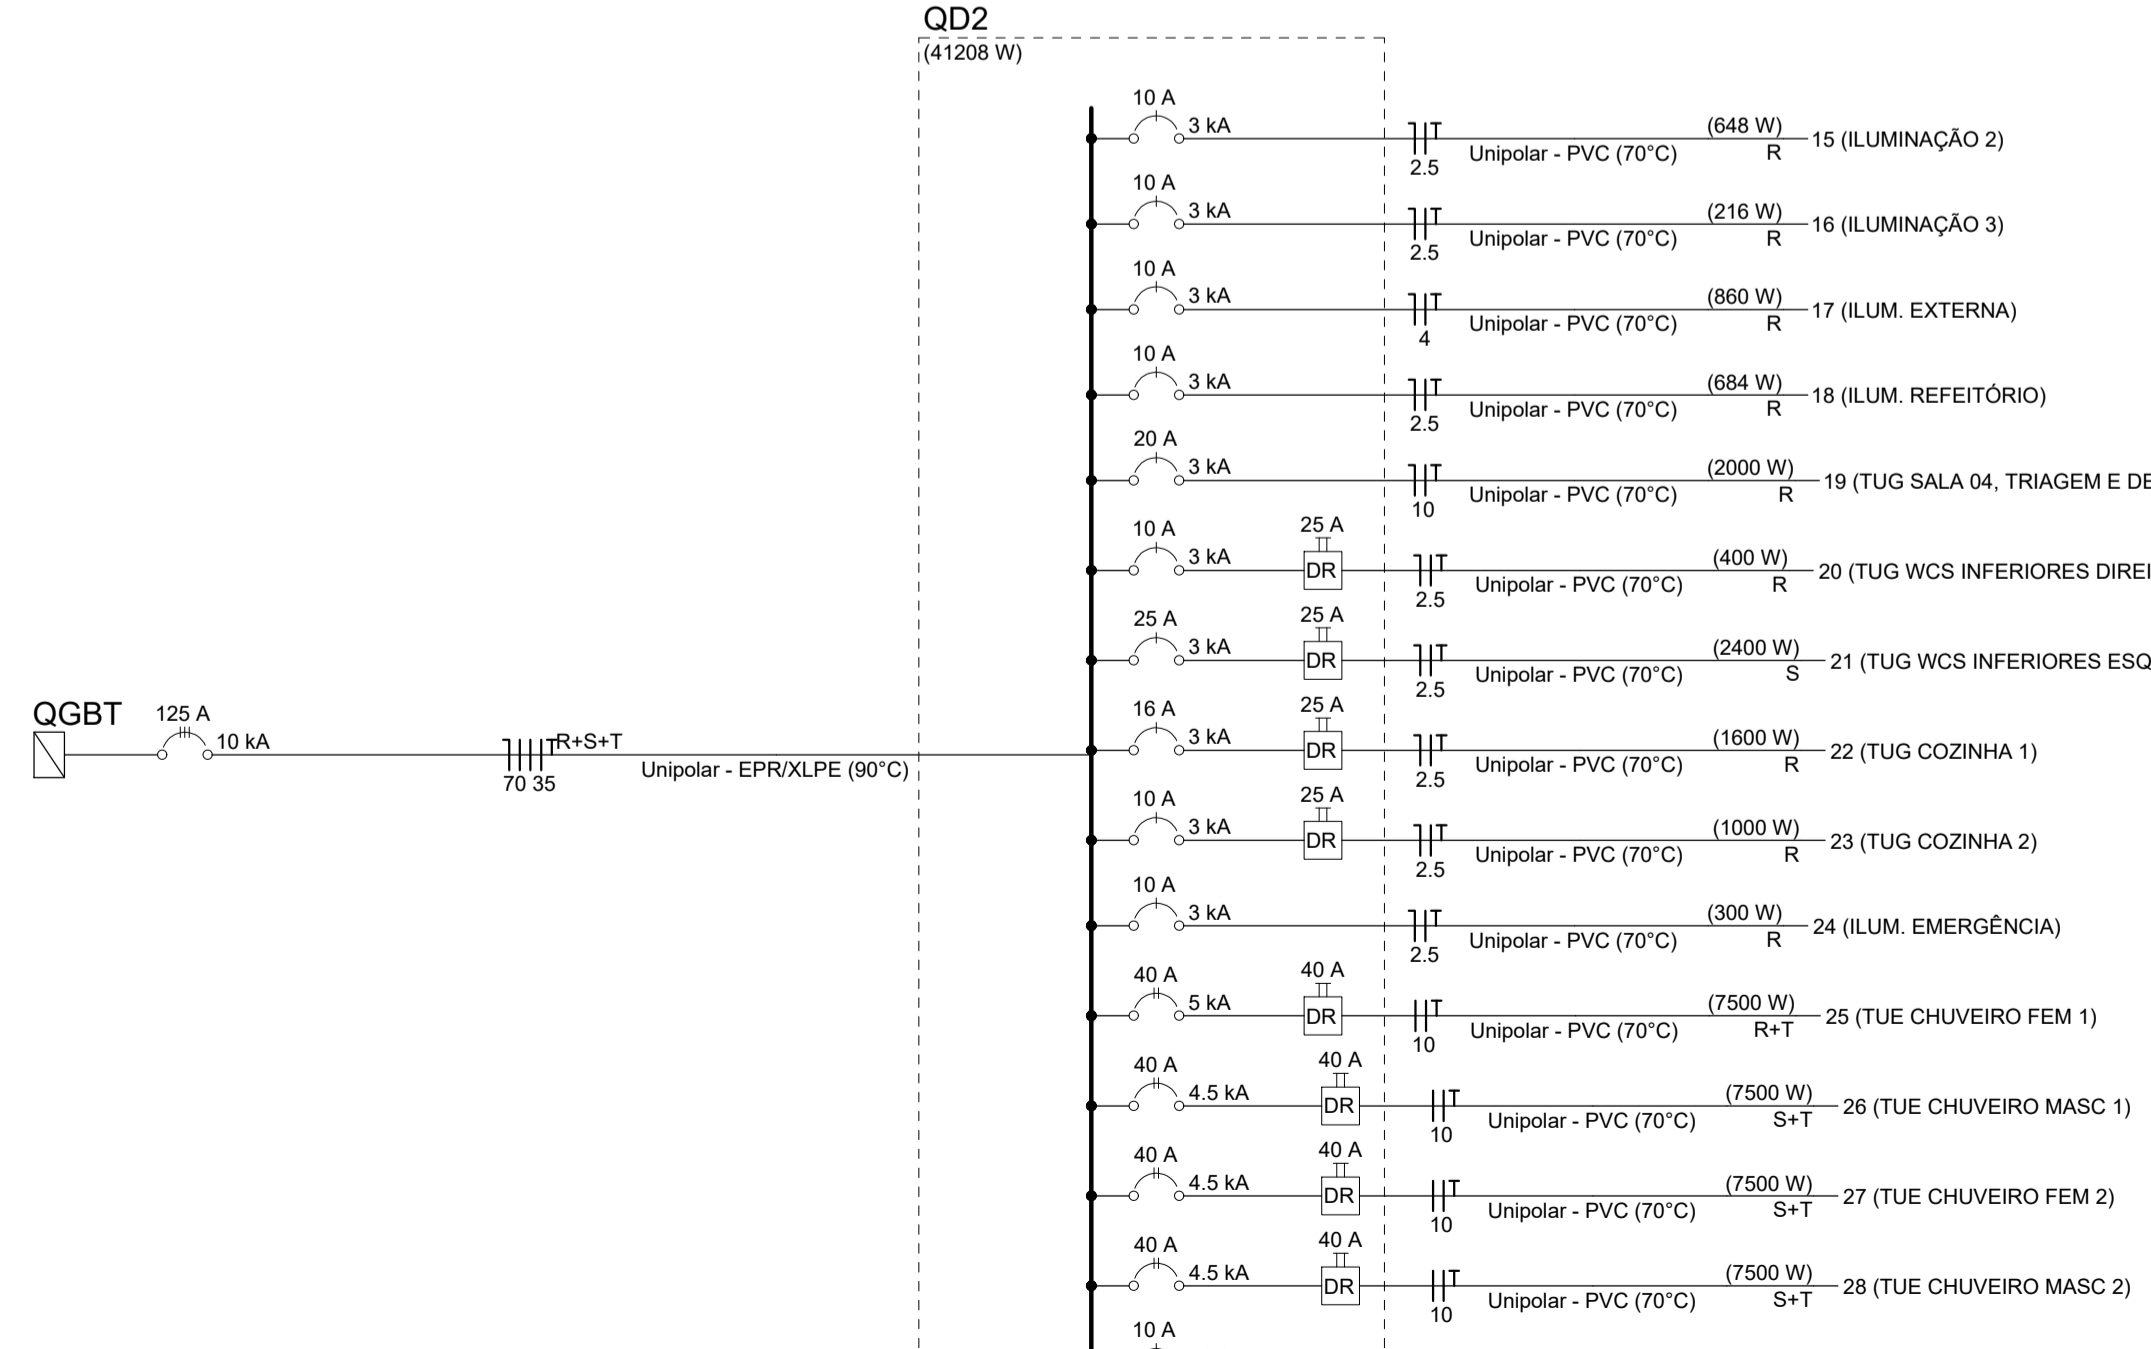 QD2
(41208 W)
10 A
3 kA
2.5
Unipolar - PVC (70°C)
(648 W)
R
15 (ILUMINAÇÃO 2)
10 A
3 kA
2.5
Unipolar - PVC (70°C)
(216 W)
R
16 (ILUMINAÇÃO 3)
10 A
3 kA
4
Unipolar - PVC (70°C)
(860 W)
R
17 (ILUM. EXTERNA)
10 A
3 kA
2.5
Unipolar - PVC (70°C)
(684 W)
R
18 (ILUM. REFEITÓRIO)
20 A
3 kA
10
Unipolar - PVC (70°C)
(2000 W)
R
19 (TUG SALA 04, TRIAGEM E DE
10 A
3 kA
25 A
DR
2.5
Unipolar - PVC (70°C)
(400 W)
R
20 (TUG WCS INFERIORES DIREI
25 A
3 kA
25 A
DR
2.5
Unipolar - PVC (70°C)
(2400 W)
S
21 (TUG WCS INFERIORES ESQ
QGBT
125 A
10 kA
R+S+T
70 35
Unipolar - EPR/XLPE (90°C)
16 A
3 kA
25 A
DR
2.5
Unipolar - PVC (70°C)
(1600 W)
R
22 (TUG COZINHA 1)
10 A
3 kA
25 A
DR
2.5
Unipolar - PVC (70°C)
(1000 W)
R
23 (TUG COZINHA 2)
10 A
3 kA
2.5
Unipolar - PVC (70°C)
(300 W)
R
24 (ILUM. EMERGÊNCIA)
40 A
5 kA
40 A
DR
10
Unipolar - PVC (70°C)
(7500 W)
R+T
25 (TUE CHUVEIRO FEM 1)
40 A
4.5 kA
40 A
DR
10
Unipolar - PVC (70°C)
(7500 W)
S+T
26 (TUE CHUVEIRO MASC 1)
40 A
4.5 kA
40 A
DR
10
Unipolar - PVC (70°C)
(7500 W)
S+T
27 (TUE CHUVEIRO FEM 2)
40 A
4.5 kA
40 A
DR
10
Unipolar - PVC (70°C)
(7500 W)
S+T
28 (TUE CHUVEIRO MASC 2)
10 A